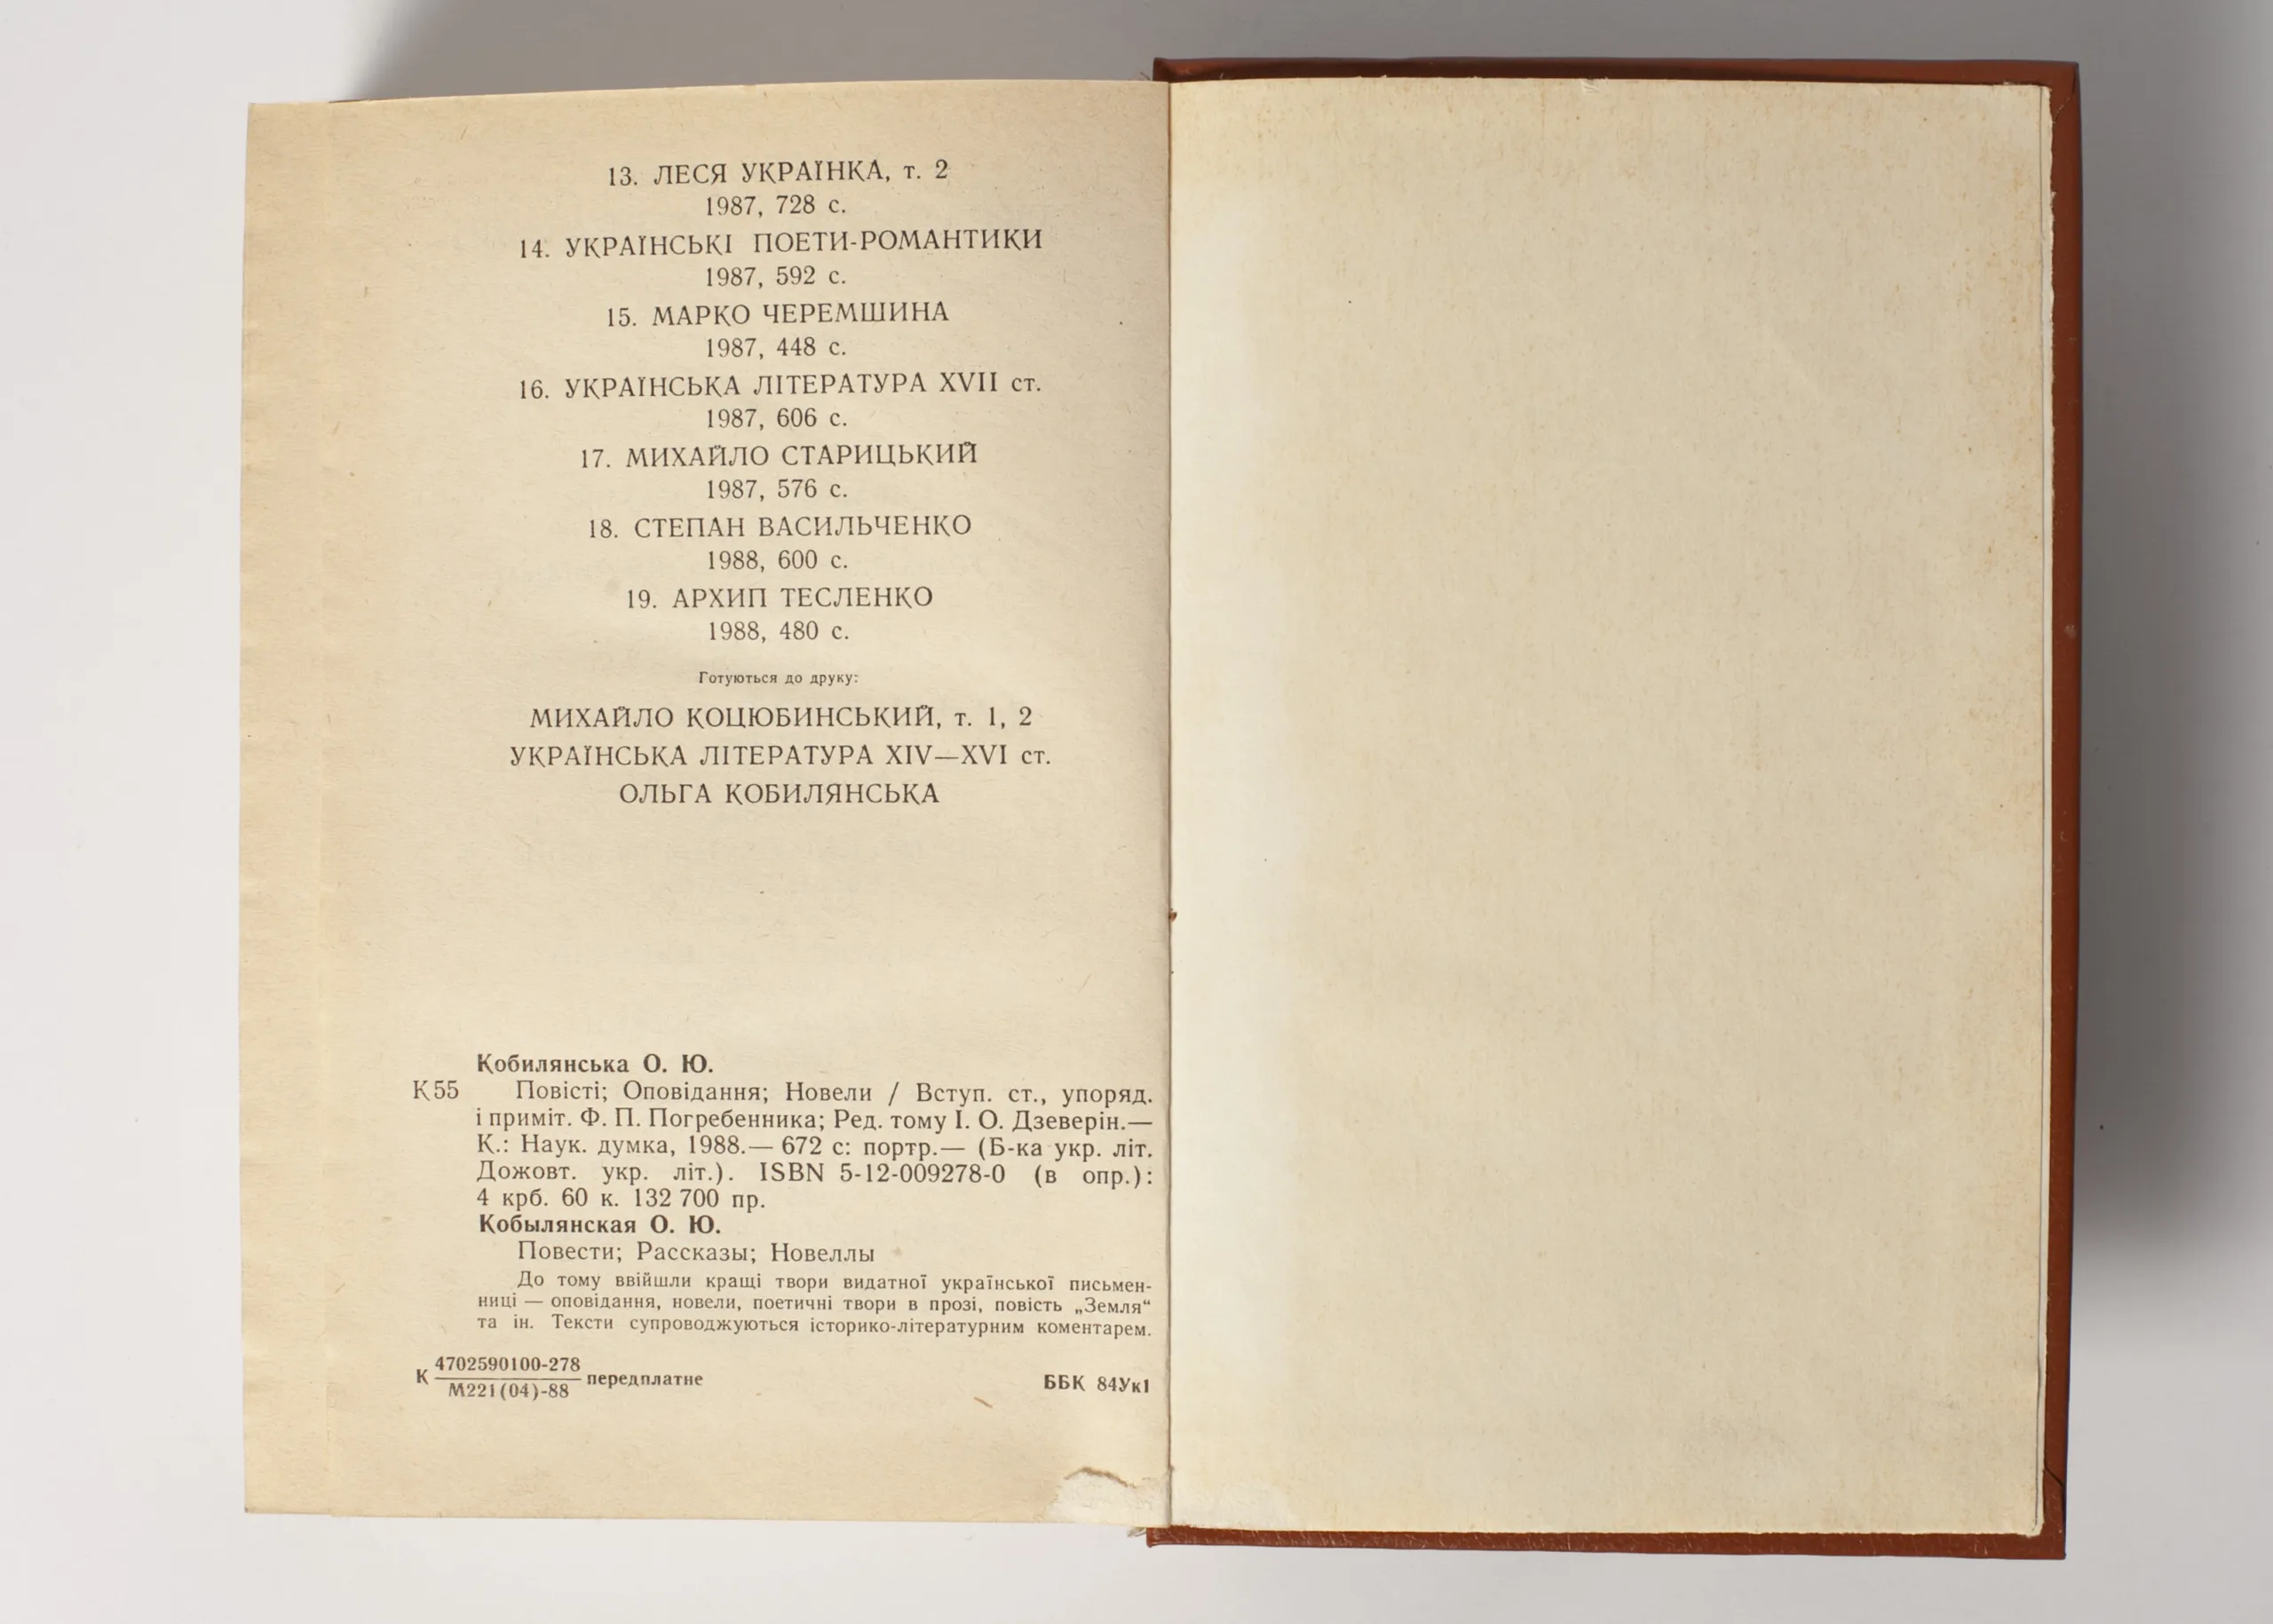 13. ЛЕСЯ УКРАЇНКА, т. 2
1987, 728 с.
14. УКРАЇНСЬКІ ПОЕТИ-РОМАНТИКИ
1987, 592 с.
15. МАРКО ЧЕРЕМШИНА
1987, 448 с.
16. УКРАЇНСЬКА ЛІТЕРАТУРА XVII ст.
1987, 606 с.
17. МИХАЙЛО СТАРИЦЬКИЙ
1987, 576 с.
18. СТЕПАН ВАСИЛЬЧЕНКО
1988, 600 с.
19. АРХИП ТЕСЛЕНКО
1988, 480 с.
Готуються до друку:
МИХАЙЛО КОЦЮБИНСЬКИЙ, т. 1, 2
УКРАЇНСЬКА ЛІТЕРАТУРА XIV—XVI ст.
ОЛЬГА КОБИЛЯНСЬКА
Кобилянська О. Ю.
К55 Повісті; Оповідання; Новели / Вступ. ст., упоряд.
і приміт. Ф. П. Погребенника; Ред. тому І. О. Дзеверін.—
К.: Наук. думка, 1988.— 672 с: портр.— (Б-ка укр. літ.
Дожовт. укр. літ.). ISBN 5-12-009278-0 (в опр.):
4 крб. 60 к. 132 700 пр.
Кобылянская О. Ю.
Повести; Рассказы; Новеллы
До тому ввійшли кращі твори видатної української письмен-
ниці — оповідання, новели, поетичні твори в прозі, повість „Земля“
та ін. Тексти супроводжуються історико-літературним коментарем.
К 4702590100-278 передплатне
М221(04)-88
ББК 84Ук1